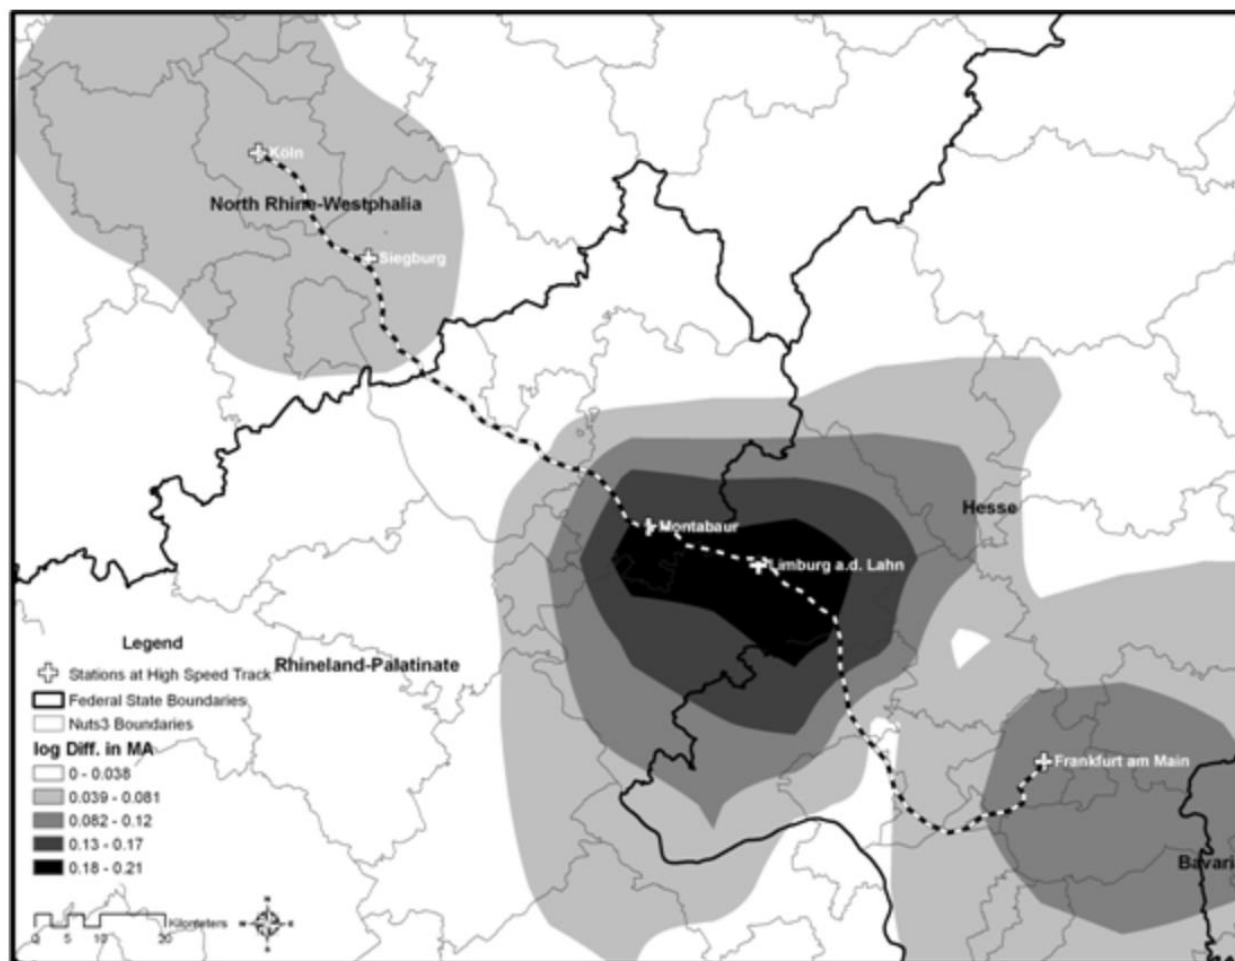 Köln
North Rhine-Westphalia
Siegburg
Hesse
Montabaur
Limburg a.d. Lahn
Legend
Stations at High Speed Track
Rhineland-Palatinate
Federal State Boundaries
Nuts3 Boundaries
log Diff. in MA
0 - 0.038
0.039 - 0.081
0.082 - 0.12
0.13 - 0.17
0.18 - 0.21
Frankfurt am Main
Bavari
Kilometers
0 5 10 20